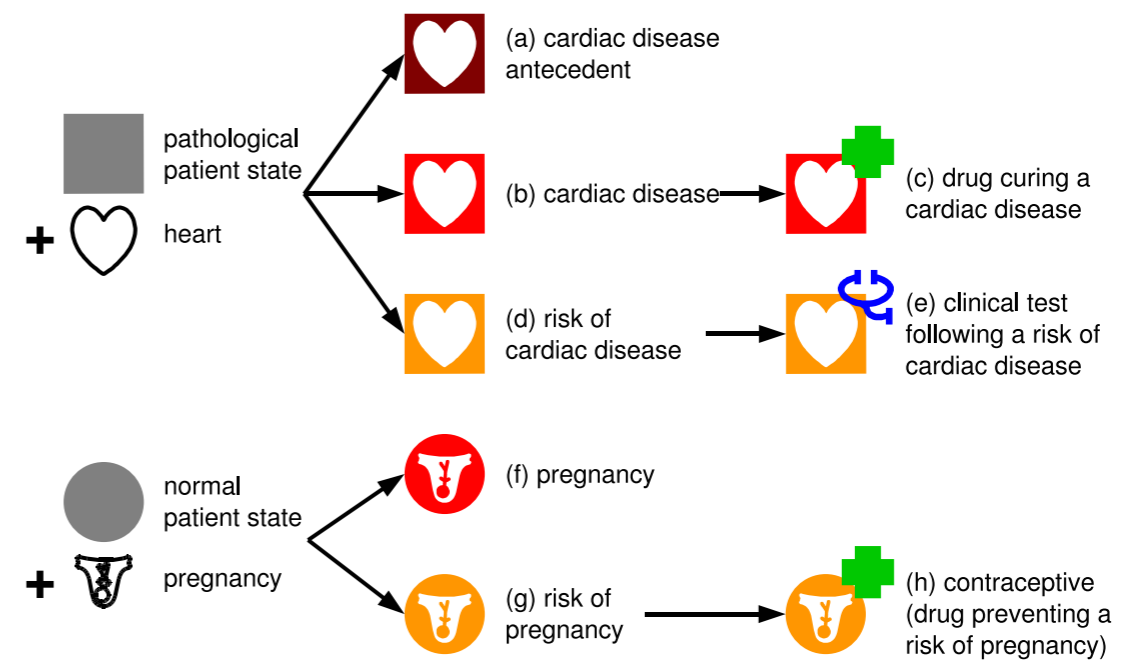 (a) cardiac disease
antecedent
pathological
patient state
+
heart
(b) cardiac disease
(c) drug curing a
cardiac disease
(d) risk of
cardiac disease
(e) clinical test
following a risk of
cardiac disease
normal
patient state
+
pregnancy
(f) pregnancy
(g) risk of
pregnancy
(h) contraceptive
(drug preventing a
risk of pregnancy)